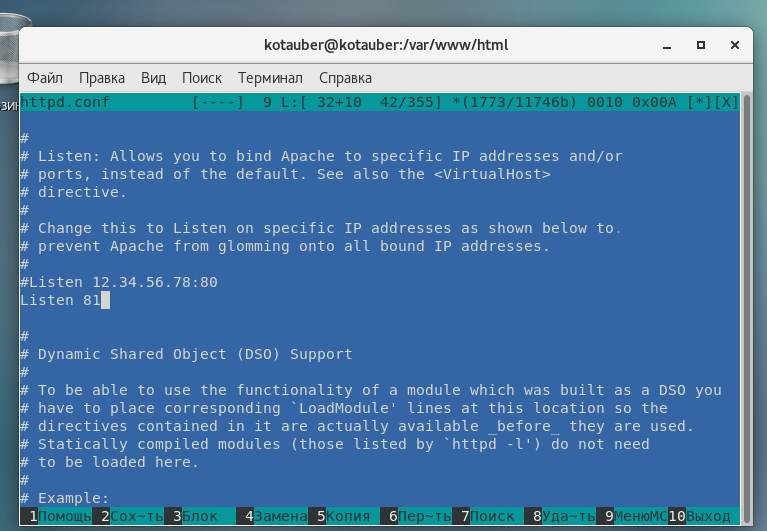 kotauber@kotauber:/var/www/html
Файл Правка Вид Поиск Терминал Справка
httpd.conf [----] 9 L:[ 32+10 42/355] *(1773/11746b) 0010 0x00A [*][X]
#
# Listen: Allows you to bind Apache to specific IP addresses and/or
# ports, instead of the default. See also the <VirtualHost>
# directive.
#
# Change this to Listen on specific IP addresses as shown below to.
# prevent Apache from glomming onto all bound IP addresses.
#
#Listen 12.34.56.78:80
Listen 81
#
# Dynamic Shared Object (DSO) Support
#
# To be able to use the functionality of a module which was built as a DSO you
# have to place corresponding `LoadModule' lines at this location so the
# directives contained in it are actually available _before_ they are used.
# Statically compiled modules (those listed by `httpd -l') do not need
# to be loaded here.
#
# Example:
1Помощь 2Сох~ть 3Блок 4Замена 5Копия 6Пер~ть 7Поиск 8Уда~ть 9МенюMC 10Выход